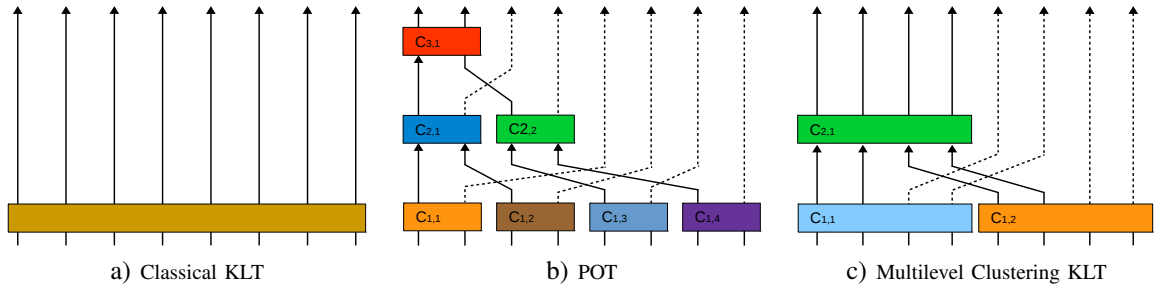 C3,1
C2,1 C2,2 C2,1
C1,1 C1,2 C1,3 C1,4 C1,1 C1,2
a) Classical KLT b) POT c) Multilevel Clustering KLT